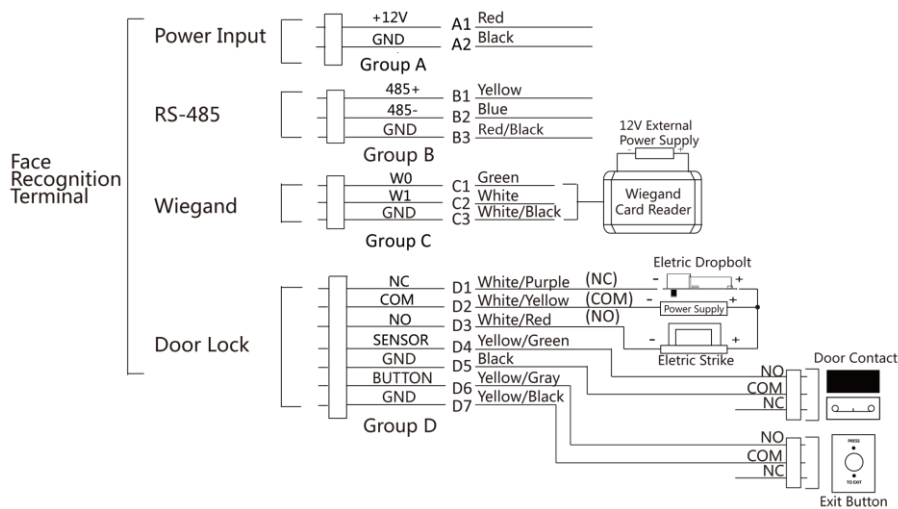 Face
Recognition
Terminal
Power Input
+12V A1 Red
GND A2 Black
Group A
RS-485
485+ B1 Yellow
485- B2 Blue
GND B3 Red/Black
Group B
12V External
Power Supply
- +
Wiegand
W0 C1 Green
W1 C2 White
GND C3 White/Black
Group C
Wiegand
Card Reader
Door Lock
NC D1 White/Purple (NC)
COM D2 White/Yellow (COM)
NO D3 White/Red (NO)
SENSOR D4 Yellow/Green
GND D5 Black
BUTTON D6 Yellow/Gray
GND D7 Yellow/Black
Group D
Eletric Dropbolt
- +
- Power Supply +
- +
Eletric Strike
Door Contact
NO
COM
NC
NO
COM
NC
PRESS
TO EXIT
Exit Button